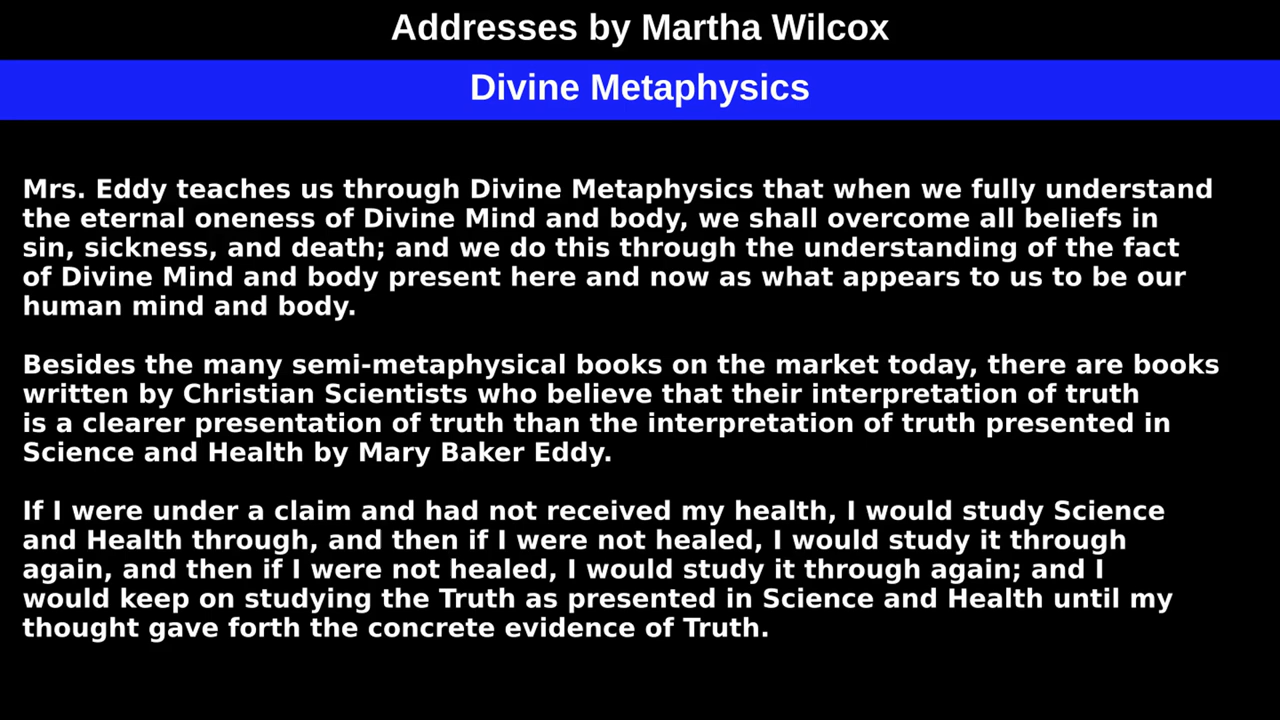 Addresses by Martha Wilcox
Divine Metaphysics
Mrs. Eddy teaches us through Divine Metaphysics that when we fully understand
the eternal oneness of Divine Mind and body, we shall overcome all beliefs in
sin, sickness, and death; and we do this through the understanding of the fact
of Divine Mind and body present here and now as what appears to us to be our
human mind and body.
Besides the many semi-metaphysical books on the market today, there are books
written by Christian Scientists who believe that their interpretation of truth
is a clearer presentation of truth than the interpretation of truth presented in
Science and Health by Mary Baker Eddy.
If I were under a claim and had not received my health, I would study Science
and Health through, and then if I were not healed, I would study it through
again, and then if I were not healed, I would study it through again; and I
would keep on studying the Truth as presented in Science and Health until my
thought gave forth the concrete evidence of Truth.